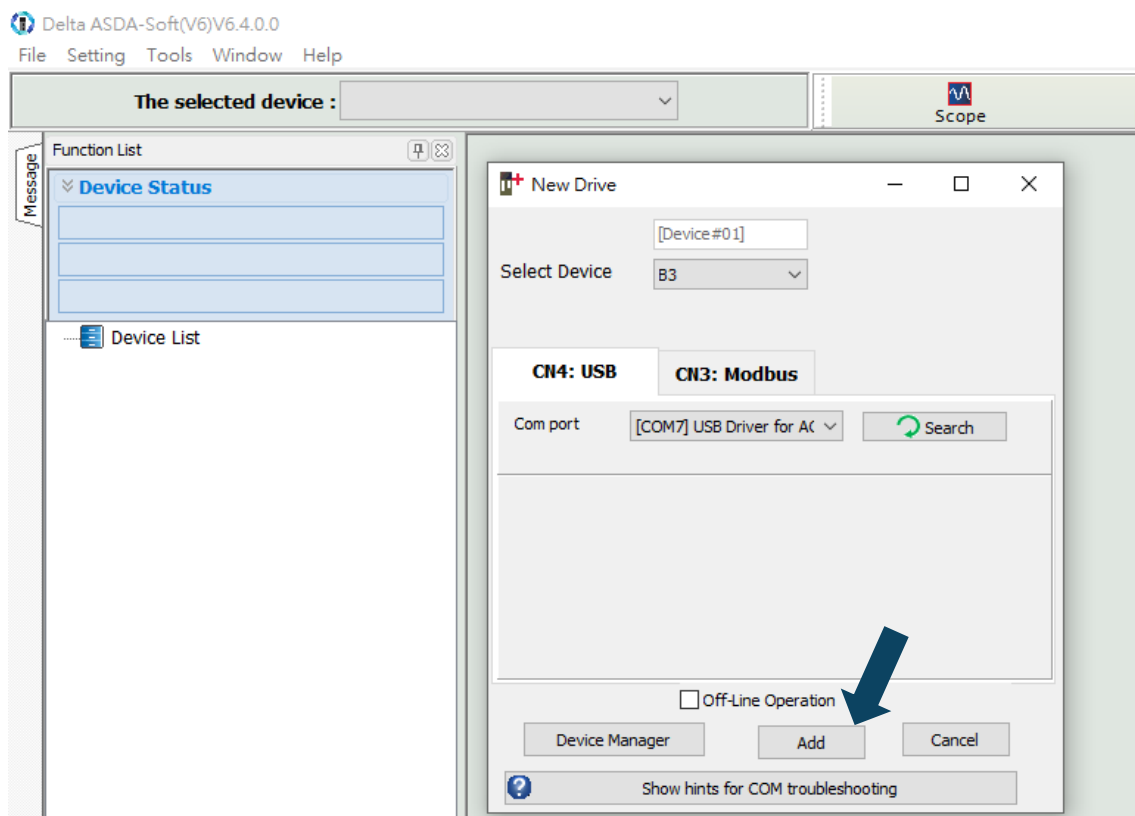 Delta ASDA-Soft(V6)V6.4.0.0
File Setting Tools Window Help
The selected device :
Scope
Message
Function List
Device Status
Device List
New Drive
[Device#01]
Select Device B3
CN4: USB CN3: Modbus
Com port [COM7] USB Driver for AC Search
Off-Line Operation
Device Manager Add Cancel
Show hints for COM troubleshooting